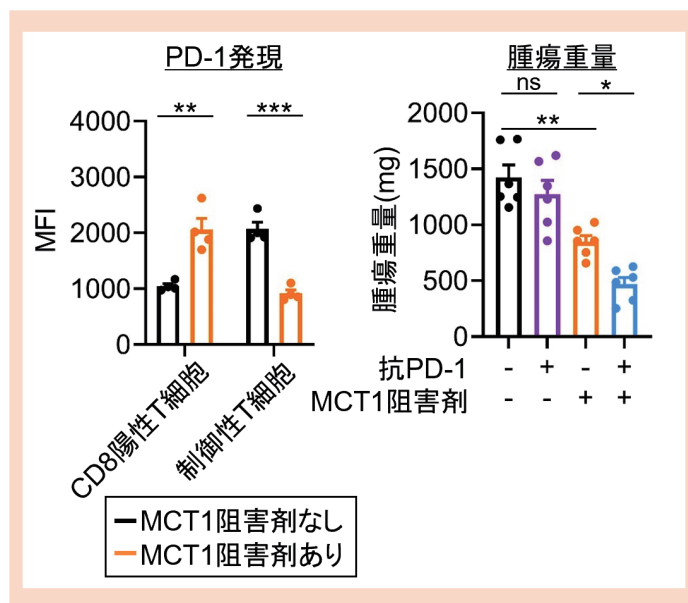 PD-1発現
** ***
4000
3000
2000
1000
0
MFI
CD8陽性T細胞
制御性T細胞
MCT1阻害剤なし
MCT1阻害剤あり
腫瘍重量
ns *
**
2000
1500
1000
500
0
腫瘍重量(mg)
抗PD-1 - + - +
MCT1阻害剤 - - + +